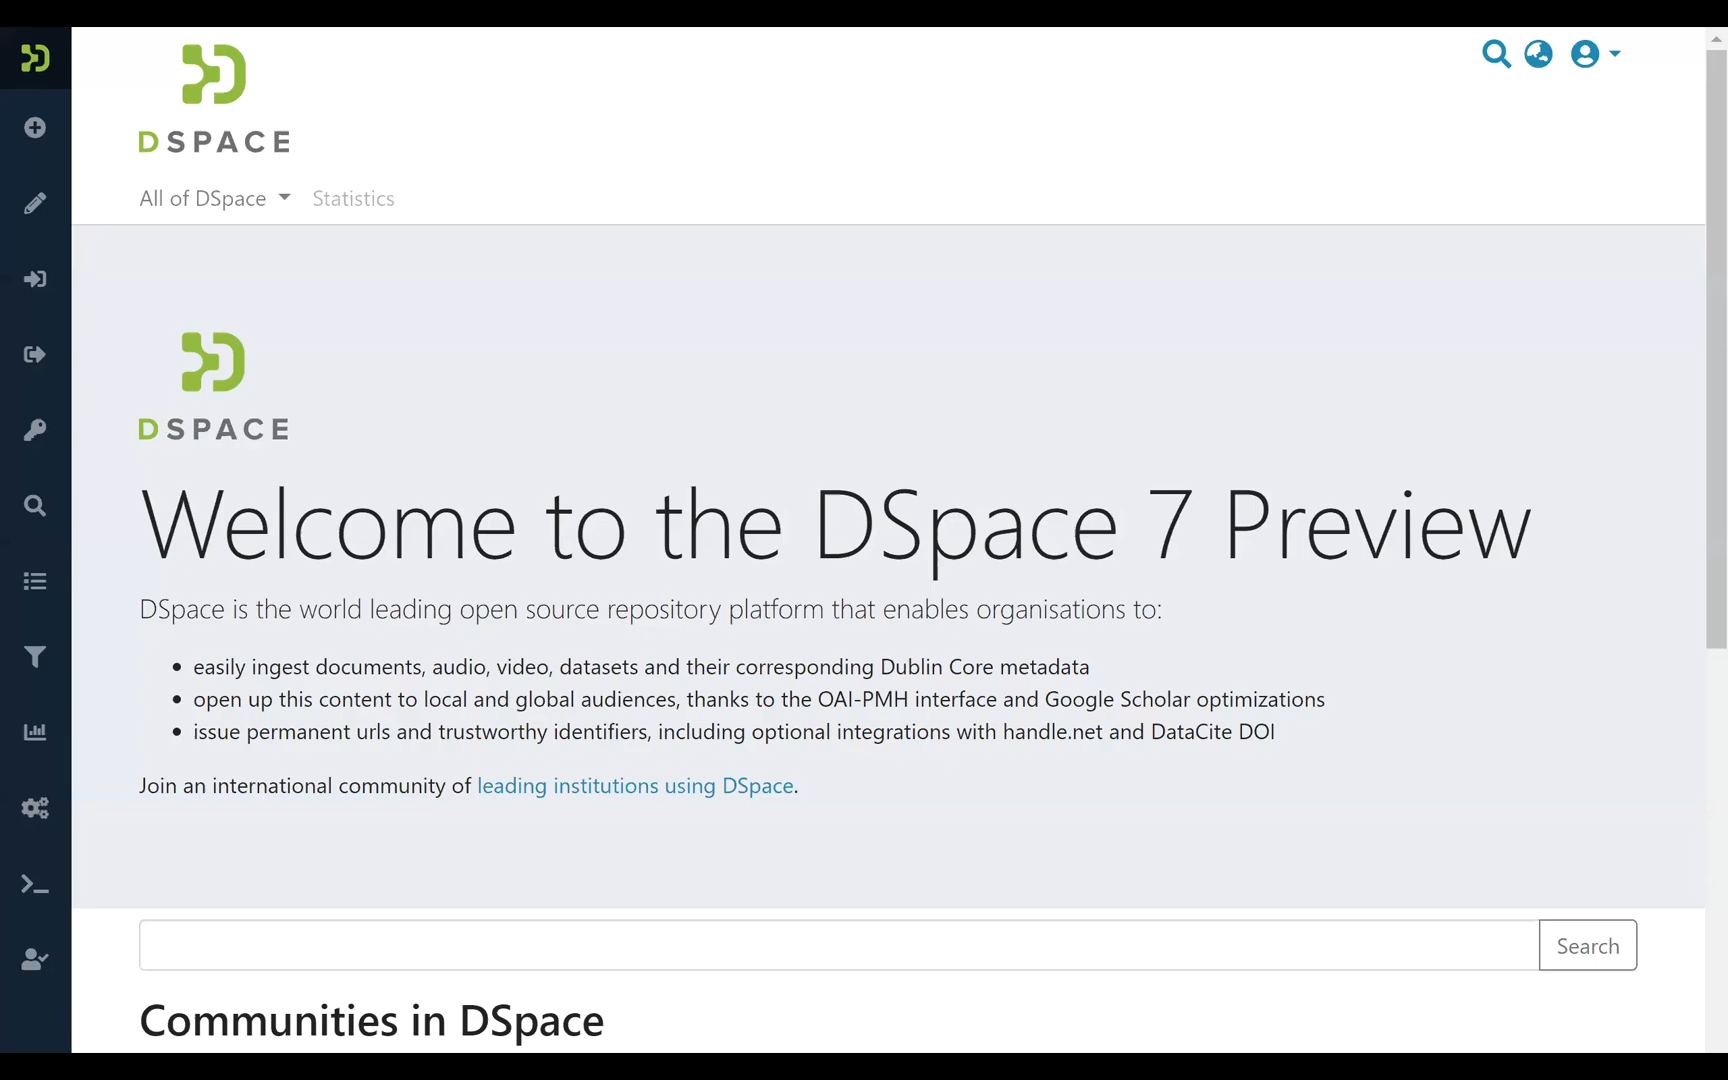 DSPACE
All of DSpace
Statistics
DSPACE
Welcome to the DSpace 7 Preview
DSpace is the world leading open source repository platform that enables organisations to:
easily ingest documents, audio, video, datasets and their corresponding Dublin Core metadata
open up this content to local and global audiences, thanks to the OAI-PMH interface and Google Scholar optimizations
issue permanent urls and trustworthy identifiers, including optional integrations with handle.net and DataCite DOI
Join an international community of leading institutions using DSpace.
Search
Communities in DSpace